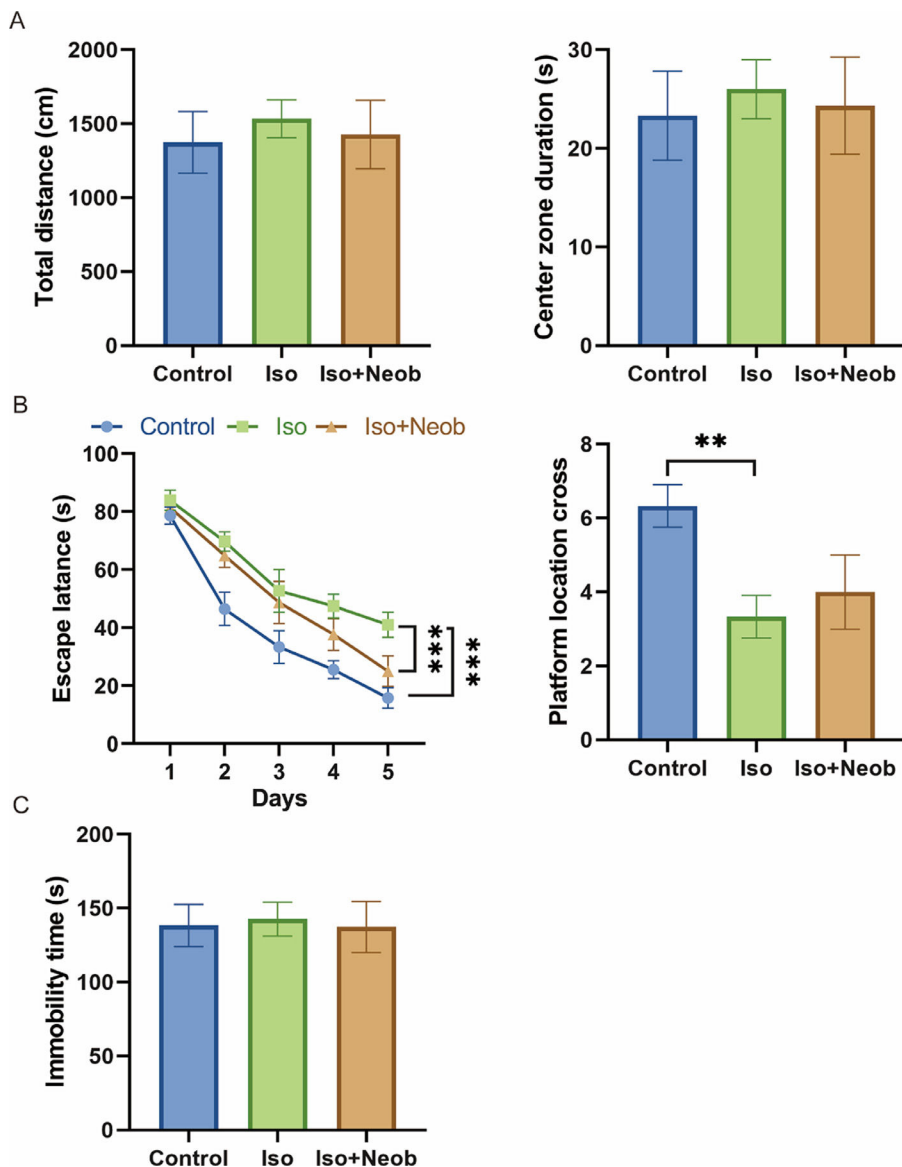 A
Total distance (cm)
2000
1500
1000
500
0
Control Iso Iso+Neob
Center zone duration (s)
30
20
10
0
Control Iso Iso+Neob
B
Control Iso Iso+Neob
Escape latance (s)
100
80
60
40
20
0
1 2 3 4 5
Days
***
***
Platform location cross
8
6
4
2
0
**
Control Iso Iso+Neob
C
Immobility time (s)
200
150
100
50
0
Control Iso Iso+Neob